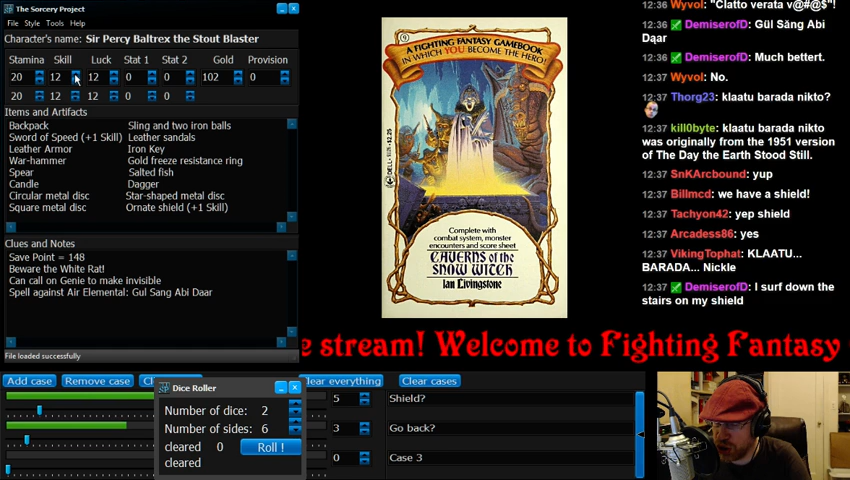 The Sorcery Project
File Style Tools Help
Character's name: Sir Percy Baltrex the Stout Blaster
Stamina Skill Luck Stat 1 Stat 2 Gold Provision
20 12 12 0 0 102 0
20 12 12 0 0
Items and Artifacts
Backpack Sling and two iron balls
Sword of Speed (+1 Skill) Leather sandals
Leather Armor Iron Key
War-hammer Gold freeze resistance ring
Spear Salted fish
Candle Dagger
Circular metal disc Star-shaped metal disc
Square metal disc Ornate shield (+1 Skill)
Clues and Notes
Save Point = 148
Beware the White Rat!
Can call on Genie to make invisible
Spell against Air Elemental: Gul Sang Abi Daar
File loaded successfully
9
A FIGHTING FANTASY GAMEBOOK
IN WHICH YOU BECOME THE HERO!
DELL
$2.25
Complete with
combat system, monster
encounters and score sheet
CAVERNS OF THE
SNOW WITCH
Ian Livingstone
12:36 Wyvol: "Clatto verata v@#@$"!
12:36 DemiserofD: Gül Säng Abi
Dąar
12:36 DemiserofD: Much bettert.
12:37 Wyvol: No.
12:37 Thorg23: klaatu barada nikto?
12:37 kill0byte: klaatu barada nikto
was originally from the 1951 version
of The Day the Earth Stood Still.
12:37 SnKArcbound: yup
12:37 Billmcd: we have a shield!
12:37 Tachyon42: yep shield
12:37 Arcadess86: yes
12:37 VikingTophat: KLAATU...
BARADA... Nickle
12:37 DemiserofD: I surf down the
stairs on my shield
e stream! Welcome to Fighting Fantasy
Add case Remove case Cl lear everything Clear cases
5 Shield?
3 Go back?
0 Case 3
Dice Roller
Number of dice: 2
Number of sides: 6
cleared 0 Roll !
cleared